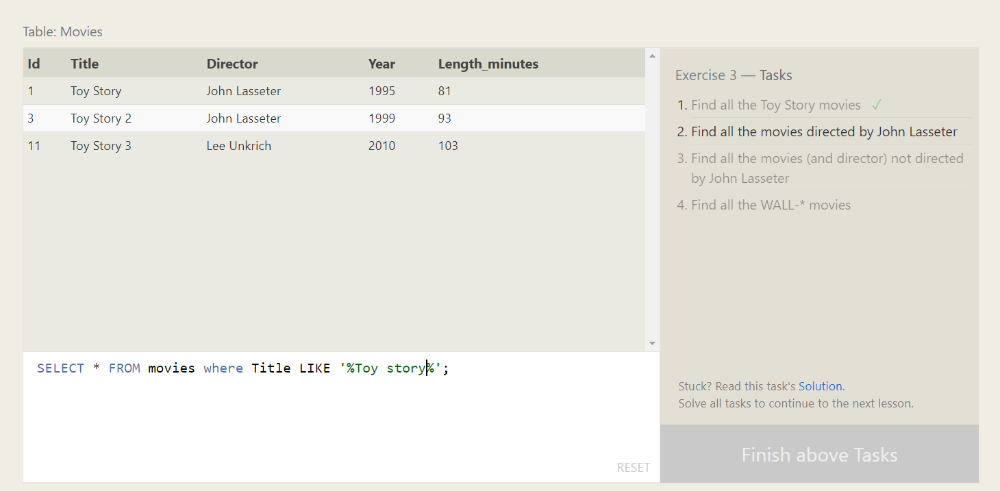 Table: Movies
Id Title Director Year Length_minutes
1 Toy Story John Lasseter 1995 81
3 Toy Story 2 John Lasseter 1999 93
11 Toy Story 3 Lee Unkrich 2010 103
SELECT * FROM movies where Title LIKE '%Toy story%';
RESET
Exercise 3 — Tasks
1. Find all the Toy Story movies ✓
2. Find all the movies directed by John Lasseter
3. Find all the movies (and director) not directed
by John Lasseter
4. Find all the WALL-* movies
Stuck? Read this task's Solution.
Solve all tasks to continue to the next lesson.
Finish above Tasks